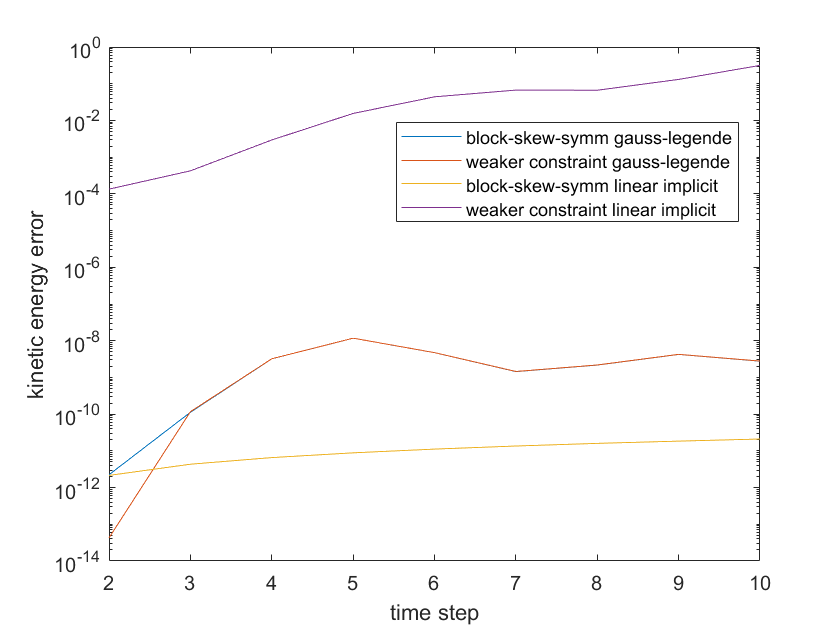 10^0
10^-2
10^-4
10^-6
10^-8
10^-10
10^-12
10^-14
kinetic energy error
block-skew-symm gauss-legende
weaker constraint gauss-legende
block-skew-symm linear implicit
weaker constraint linear implicit
2 3 4 5 6 7 8 9 10
time step